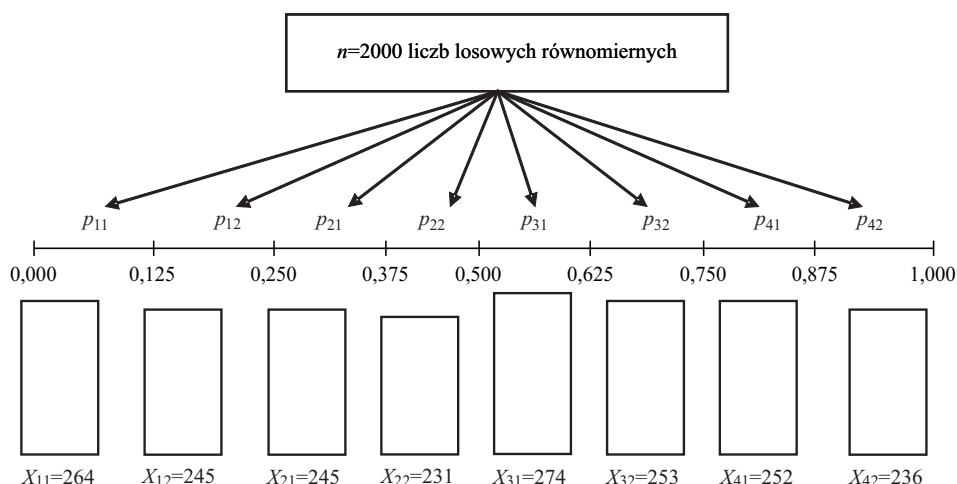 n=2000 liczb losowych równomiernych
p11 p12 p21 p22 p31 p32 p41 p42
0,000 0,125 0,250 0,375 0,500 0,625 0,750 0,875 1,000
X11=264 X12=245 X21=245 X22=231 X31=274 X32=253 X41=252 X42=236